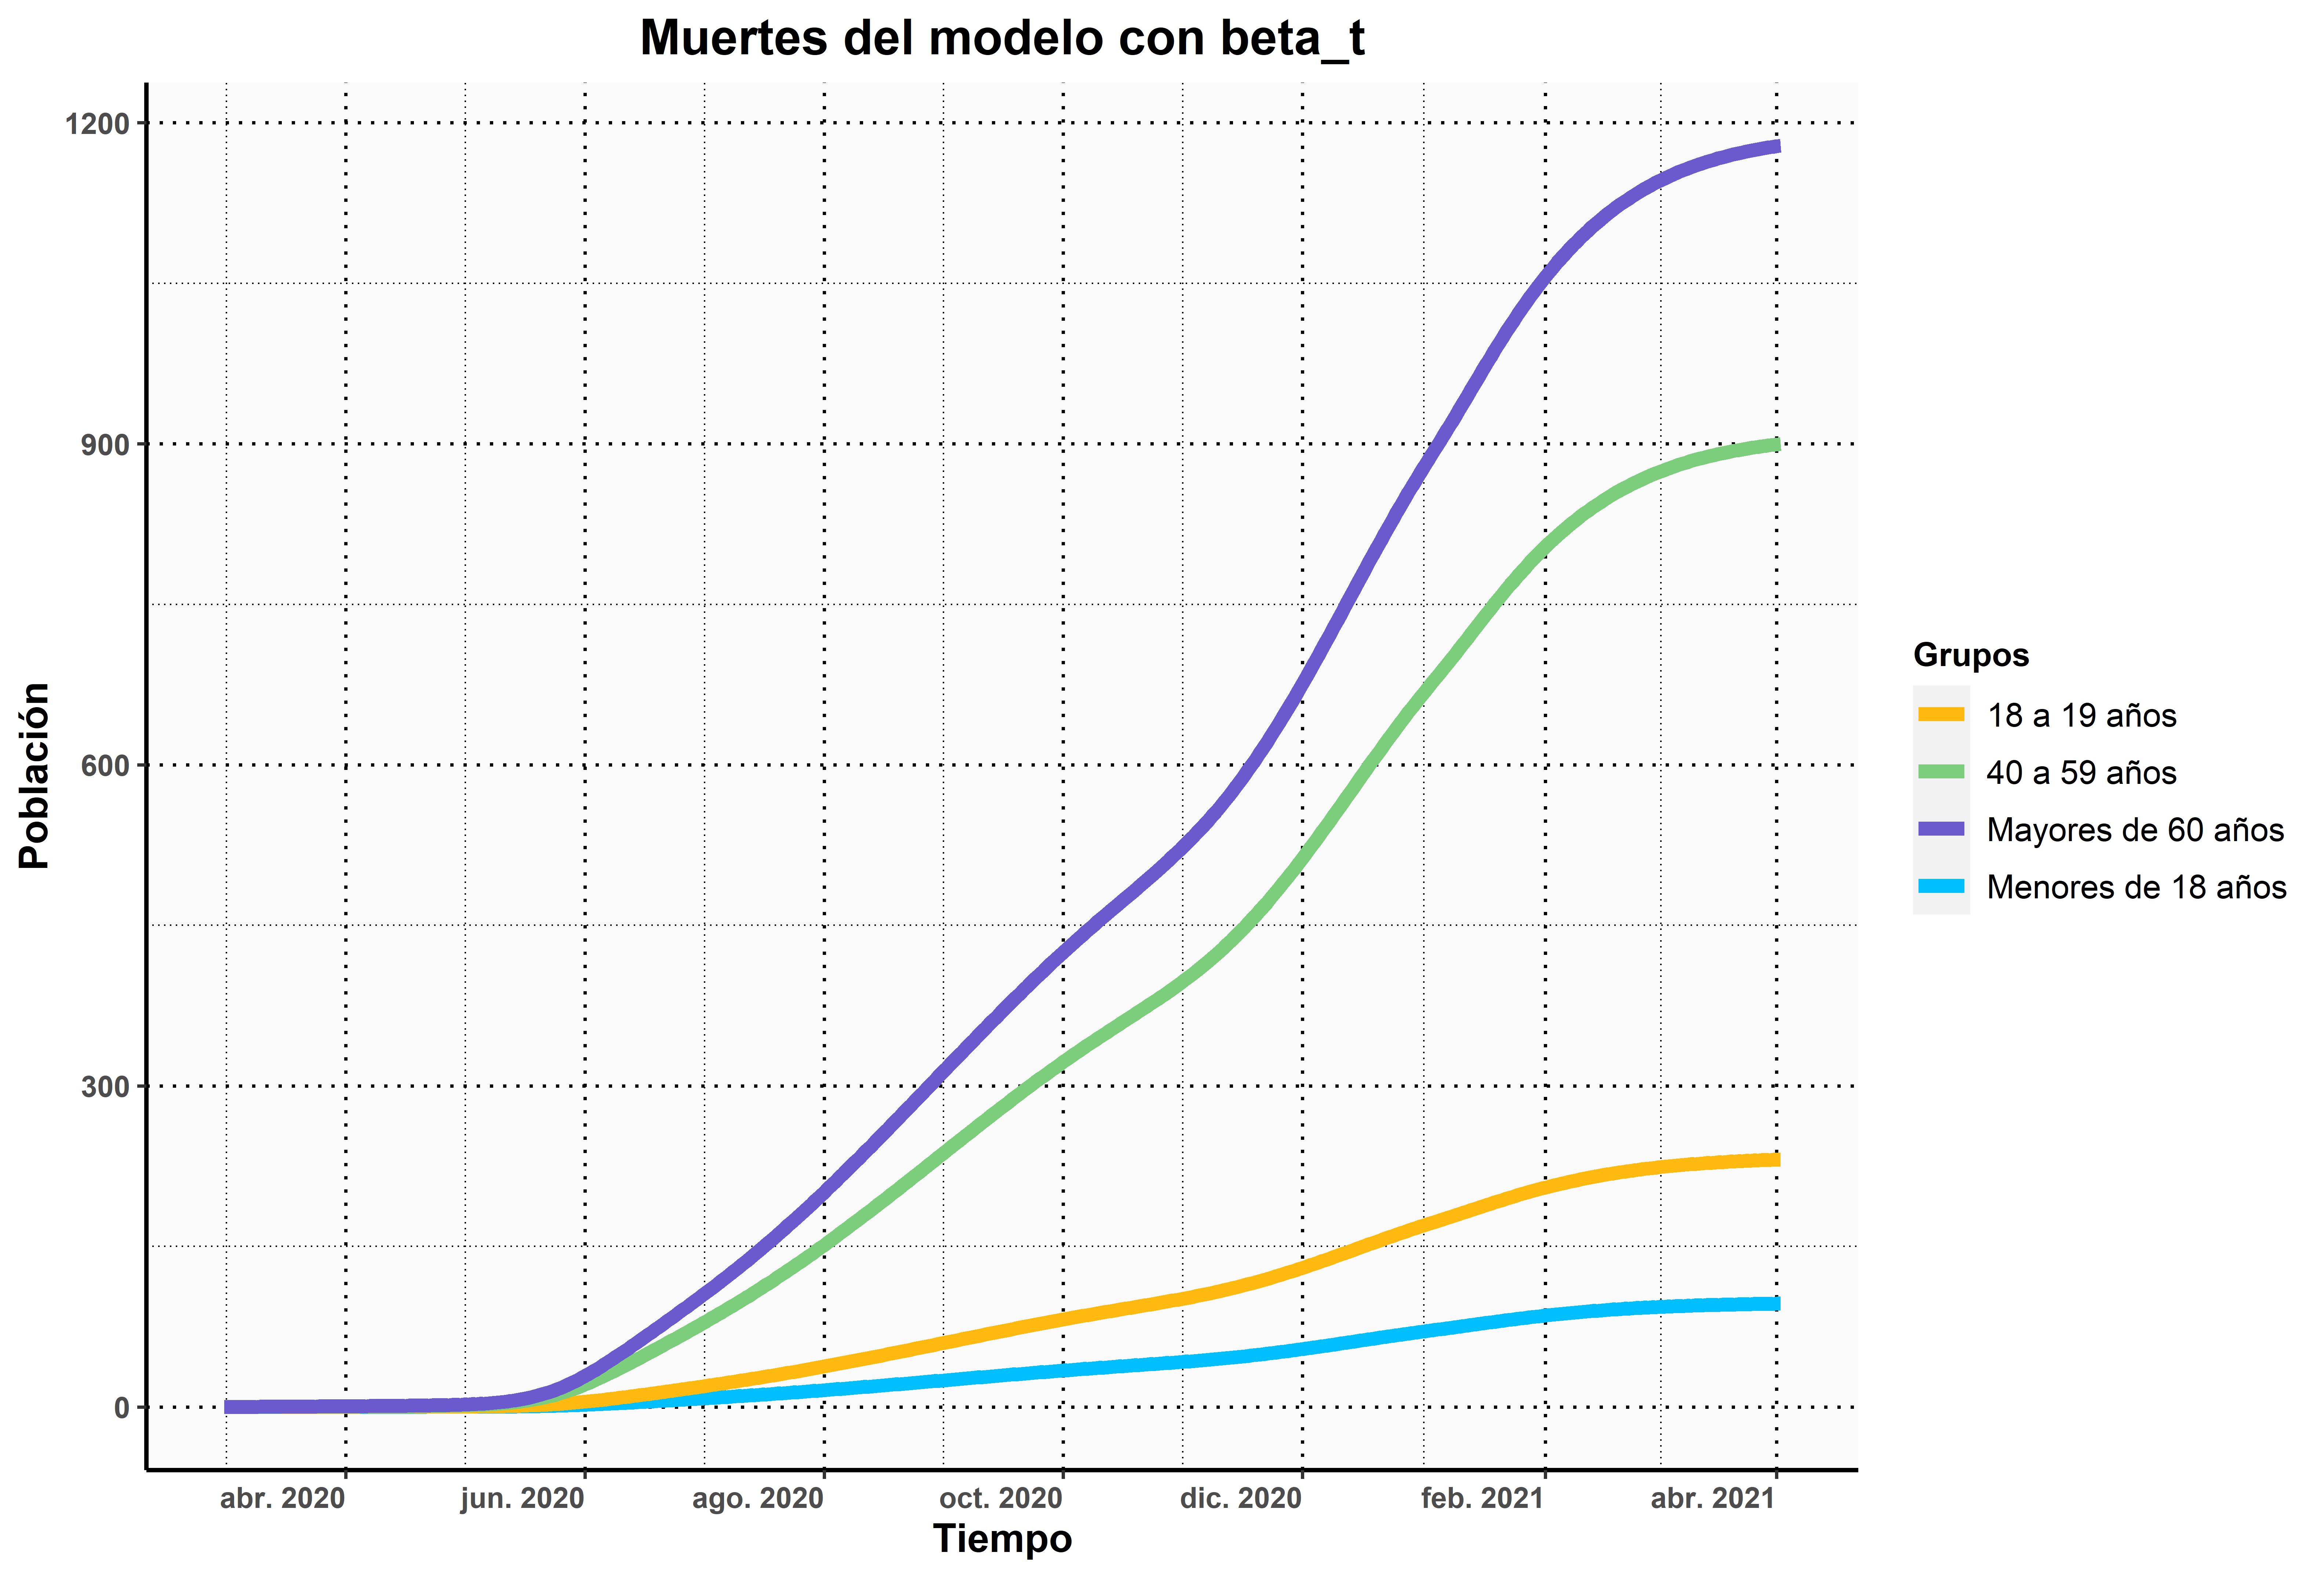 Muertes del modelo con beta_t
1200
900
600
300
0
Población
abr. 2020
jun. 2020
ago. 2020
oct. 2020
dic. 2020
feb. 2021
abr. 2021
Tiempo
Grupos
18 a 19 años
40 a 59 años
Mayores de 60 años
Menores de 18 años